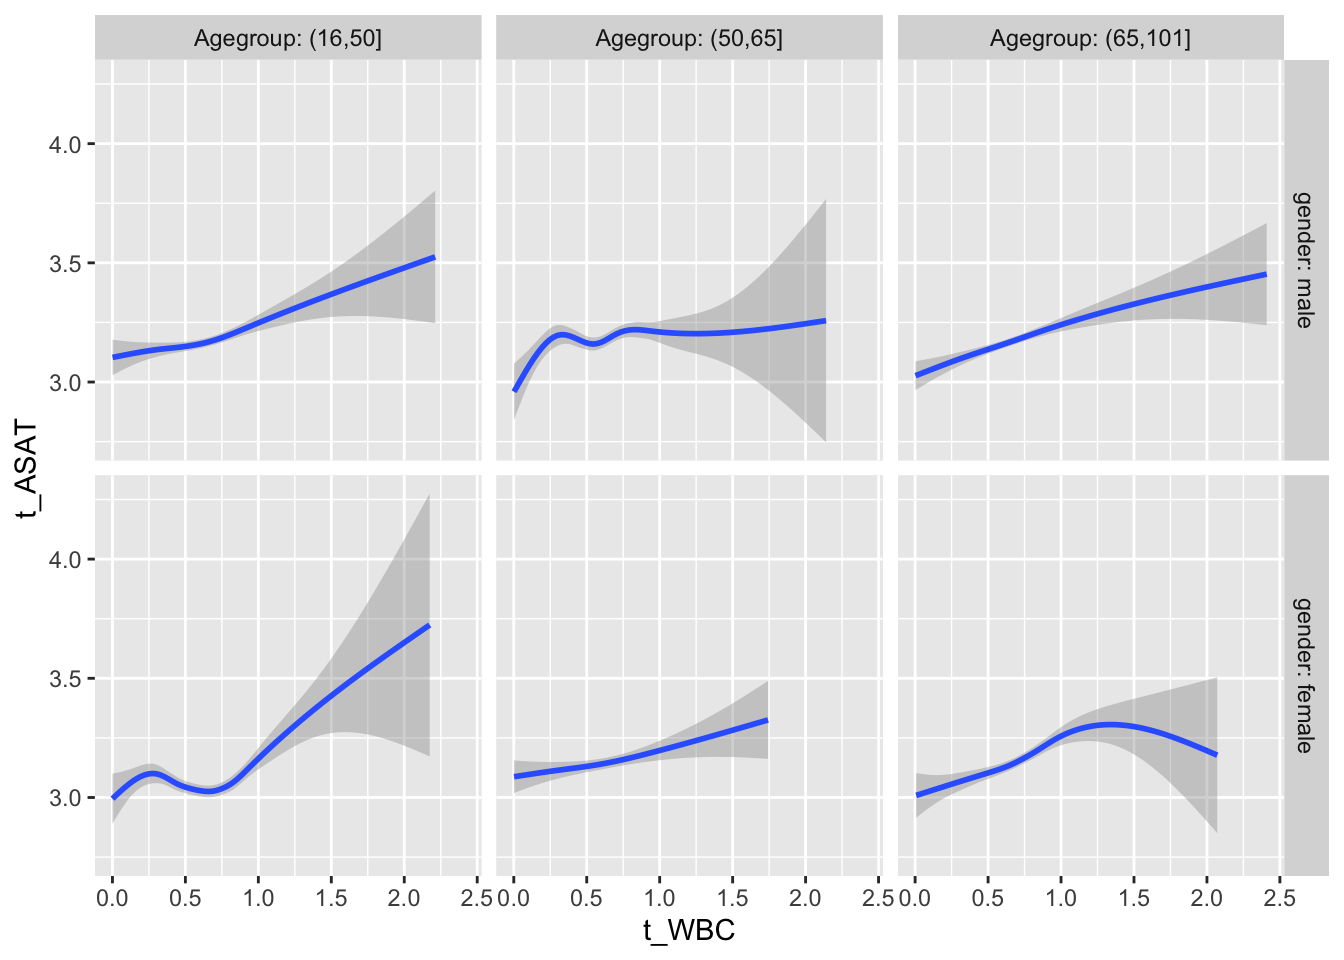 Agegroup: (16,50]
Agegroup: (50,65]
Agegroup: (65,101]
4.0
3.5
3.0
gender: male
4.0
3.5
3.0
gender: female
t_ASAT
0.0 0.5 1.0 1.5 2.0 2.5
0.0 0.5 1.0 1.5 2.0 2.5
0.0 0.5 1.0 1.5 2.0 2.5
t_WBC